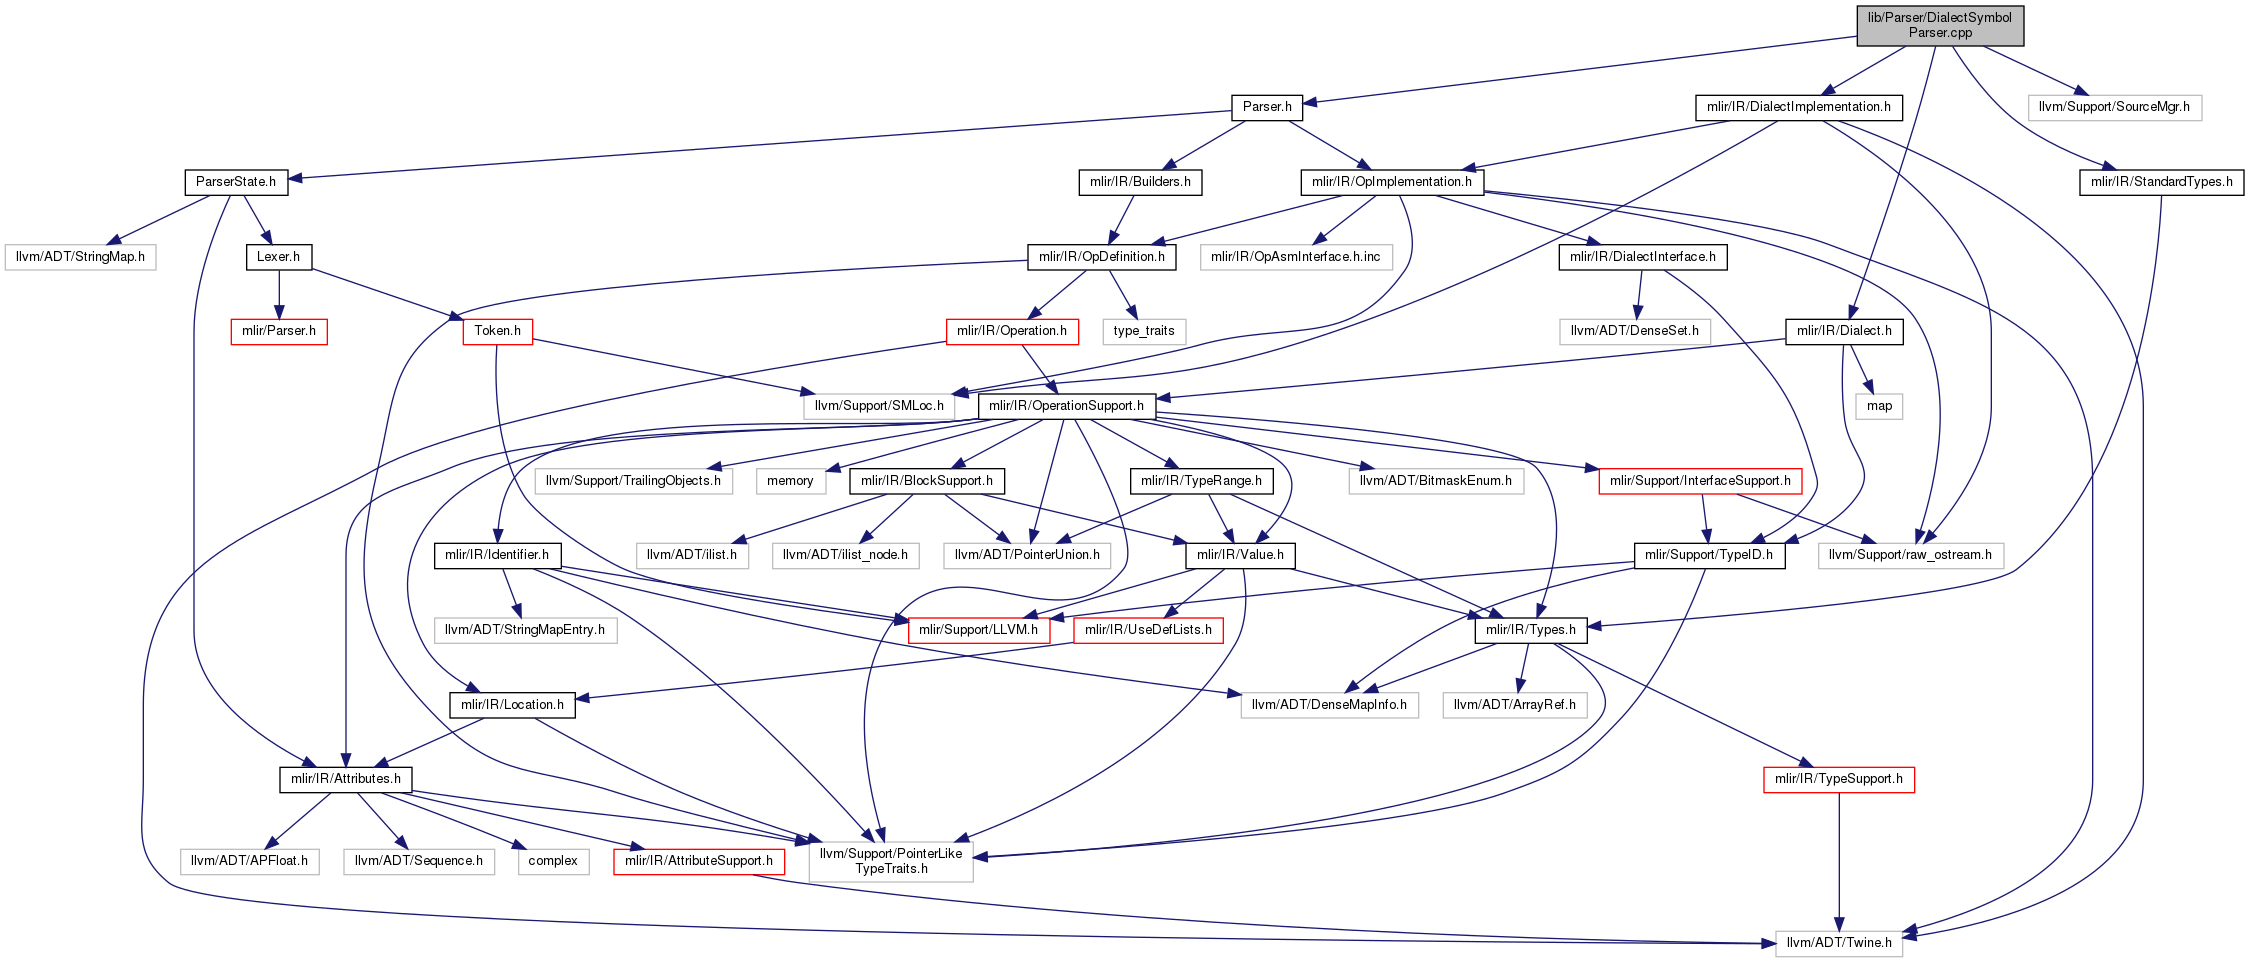 lib/Parser/DialectSymbol
Parser.cpp
Parser.h
mlir/IR/DialectImplementation.h
llvm/Support/SourceMgr.h
ParserState.h
mlir/IR/Builders.h
mlir/IR/OpImplementation.h
mlir/IR/StandardTypes.h
llvm/ADT/StringMap.h
Lexer.h
mlir/IR/OpDefinition.h
mlir/IR/OpAsmInterface.h.inc
mlir/IR/DialectInterface.h
mlir/Parser.h
Token.h
mlir/IR/Operation.h
type_traits
llvm/ADT/DenseSet.h
mlir/IR/Dialect.h
llvm/Support/SMLoc.h
mlir/IR/OperationSupport.h
map
llvm/Support/TrailingObjects.h
memory
mlir/IR/BlockSupport.h
mlir/IR/TypeRange.h
llvm/ADT/BitmaskEnum.h
mlir/Support/InterfaceSupport.h
mlir/IR/Identifier.h
llvm/ADT/ilist.h
llvm/ADT/ilist_node.h
llvm/ADT/PointerUnion.h
mlir/IR/Value.h
mlir/Support/TypeID.h
llvm/Support/raw_ostream.h
llvm/ADT/StringMapEntry.h
mlir/Support/LLVM.h
mlir/IR/UseDefLists.h
mlir/IR/Types.h
mlir/IR/Location.h
llvm/ADT/DenseMapInfo.h
llvm/ADT/ArrayRef.h
mlir/IR/Attributes.h
mlir/IR/TypeSupport.h
llvm/ADT/APFloat.h
llvm/ADT/Sequence.h
complex
mlir/IR/AttributeSupport.h
llvm/Support/PointerLike
TypeTraits.h
llvm/ADT/Twine.h